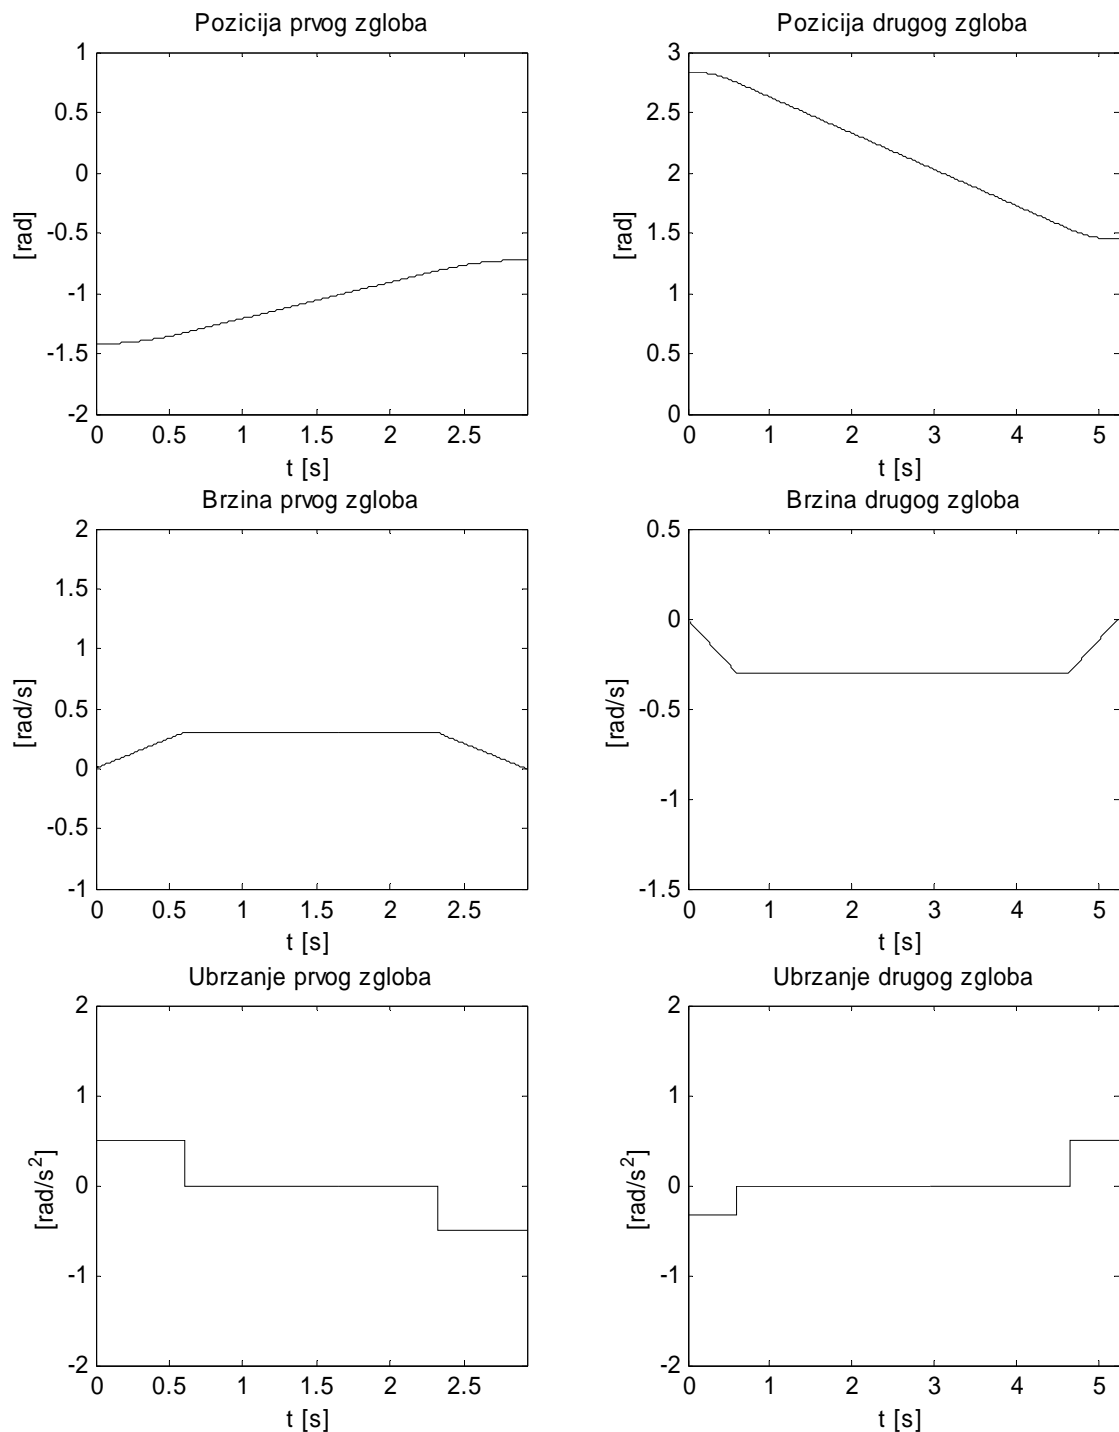 Pozicija prvog zgloba
1
0.5
0
-0.5
-1
-1.5
-2
[rad]
0 0.5 1 1.5 2 2.5
t [s]
Pozicija drugog zgloba
3
2.5
2
1.5
1
0.5
0
[rad]
0 1 2 3 4 5
t [s]
Brzina prvog zgloba
2
1.5
1
0.5
0
-0.5
-1
[rad/s]
0 0.5 1 1.5 2 2.5
t [s]
Brzina drugog zgloba
0.5
0
-0.5
-1
-1.5
[rad/s]
0 1 2 3 4 5
t [s]
Ubrzanje prvog zgloba
2
1
0
-1
-2
[rad/s²]
0 0.5 1 1.5 2 2.5
t [s]
Ubrzanje drugog zgloba
2
1
0
-1
-2
[rad/s²]
0 1 2 3 4 5
t [s]